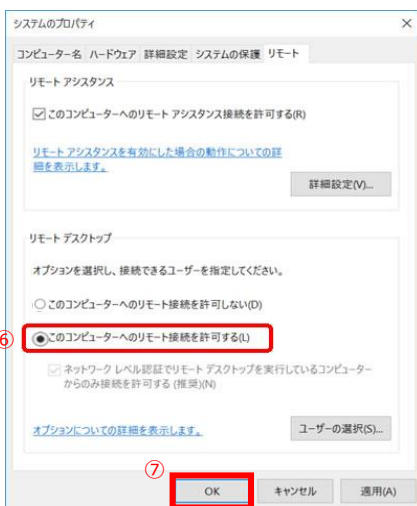 システムのプロパティ
コンピューター名 ハードウェア 詳細設定 システムの保護 リモート
リモート アシスタンス
このコンピューターへのリモート アシスタンス接続を許可する(R)
リモート アシスタンスを有効にした場合の動作についての詳
細を表示します。
詳細設定(V)...
リモート デスクトップ
オプションを選択し、接続できるユーザーを指定してください。
このコンピューターへのリモート接続を許可しない(D)
⑥ このコンピューターへのリモート接続を許可する(L)
ネットワーク レベル認証でリモート デスクトップを実行しているコンピューター
からのみ接続を許可する (推奨)(N)
オプションについての詳細を表示します。
ユーザーの選択(S)...
⑦
OK キャンセル 適用(A)